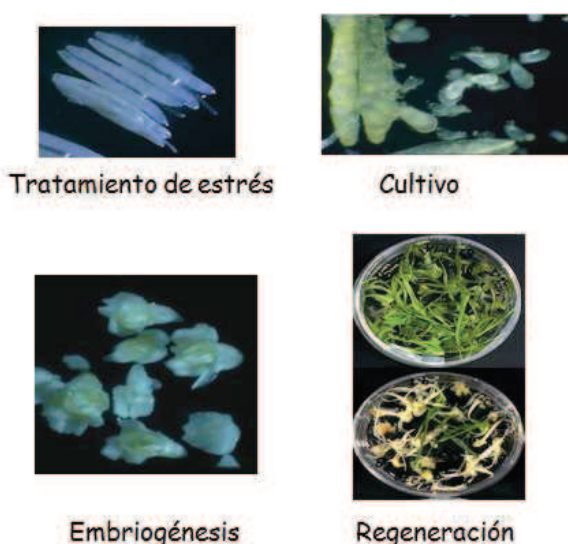 Tratamiento de estrés
Cultivo
Embriogénesis
Regeneración